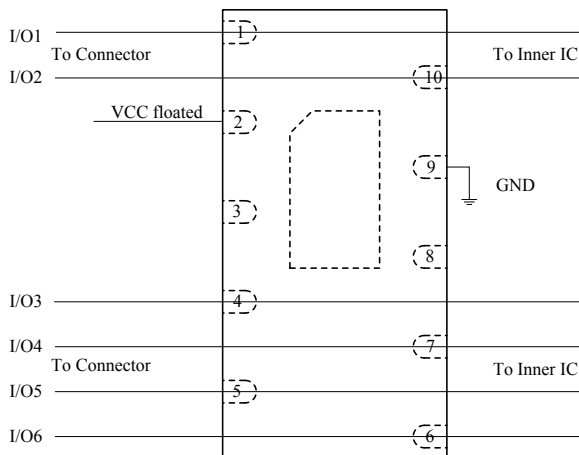 I/O1
1
To Connector
To Inner IC
I/O2
10
VCC floated
2
9
GND
3
8
I/O3
4
I/O4
7
To Connector
To Inner IC
I/O5
5
I/O6
6